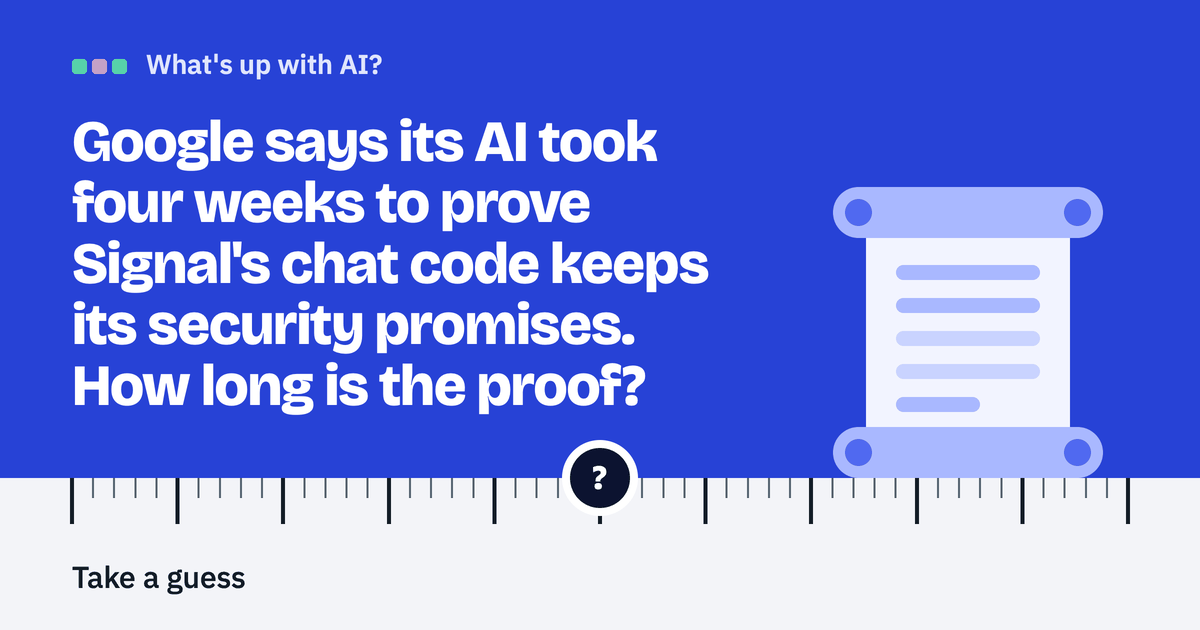 What's up with AI?
Google says its AI took
four weeks to prove
Signal's chat code keeps
its security promises.
How long is the proof?
?
Take a guess